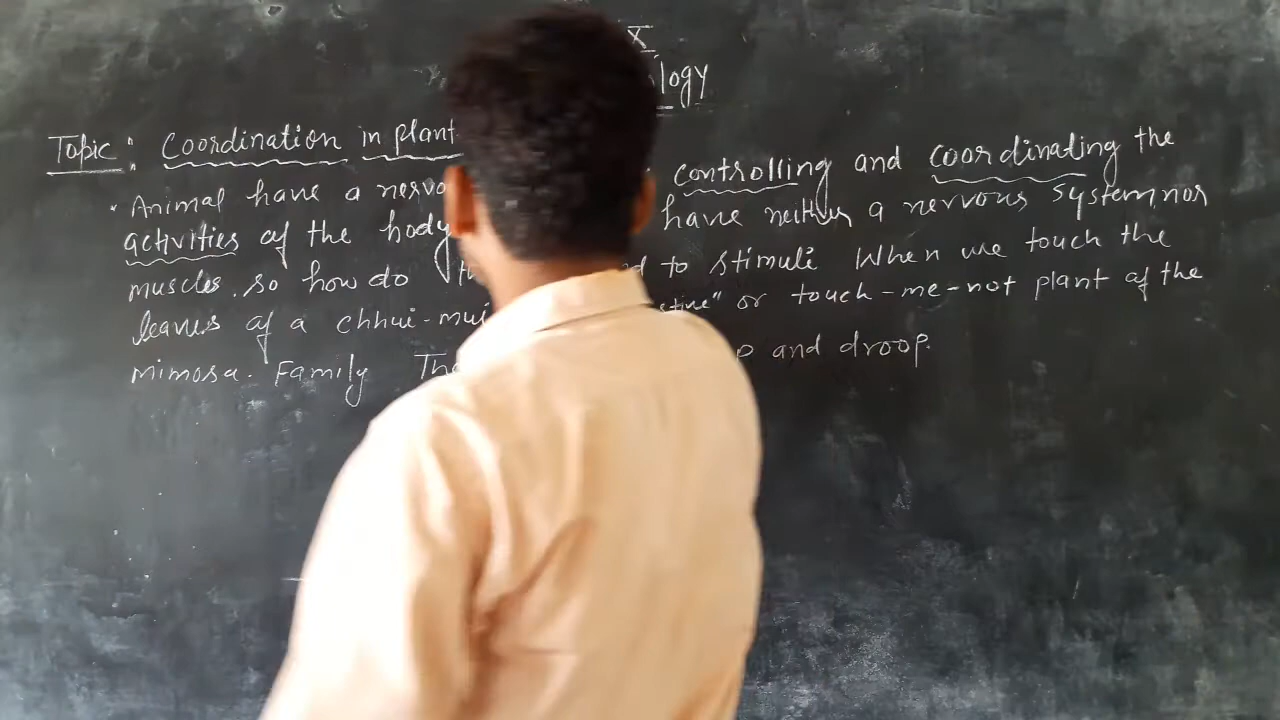 X
logy
Topic: Coordination in plant
• Animal have a nervo controlling and coordinating the
activities of the body have neither a nervous system, nor
muscles. so how do d to stimuli When we touch the
leaves of a chhui-mui or touch-me-not plant of the
mimosa. Family The and droop.